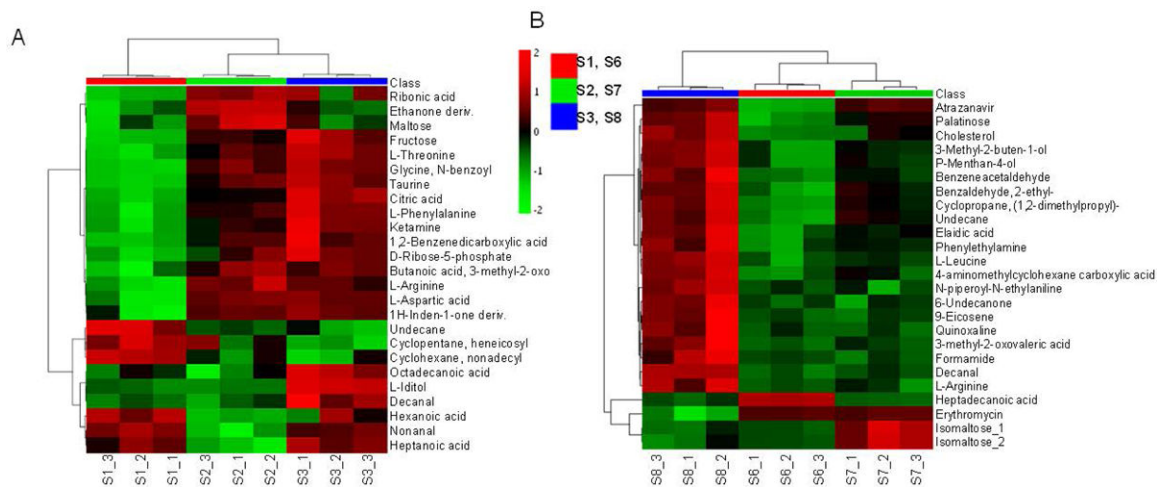 A
B
2
1
0
-1
-2
S1, S6
S2, S7
S3, S8
Class
Ribonic acid
Ethanone deriv.
Maltose
Fructose
L-Threonine
Glycine, N-benzoyl
Taurine
Citric acid
L-Phenylalanine
Ketamine
1,2-Benzenedicarboxylic acid
D-Ribose-5-phosphate
Butanoic acid, 3-methyl-2-oxo
L-Arginine
L-Aspartic acid
1H-Inden-1-one deriv.
Undecane
Cyclopentane, heneicosyl
Cyclohexane, nonadecyl
Octadecanoic acid
L-Iditol
Decanal
Hexanoic acid
Nonanal
Heptanoic acid
S1_3
S1_2
S1_1
S2_3
S2_1
S2_2
S3_1
S3_2
S3_3
Class
Atrazanavir
Palatinose
Cholesterol
3-Methyl-2-buten-1-ol
P-Menthan-4-ol
Benzeneacetaldehyde
Benzaldehyde, 2-ethyl-
Cyclopropane, (1,2-dimethylpropyl)-
Undecane
Elaidic acid
Phenylethylamine
L-Leucine
4-aminomethylcyclohexane carboxylic acid
N-piperoyl-N-ethylaniline
6-Undecanone
9-Eicosene
Quinoxaline
3-methyl-2-oxovaleric acid
Formamide
Decanal
L-Arginine
Heptadecanoic acid
Erythromycin
Isomaltose_1
Isomaltose_2
S8_3
S8_1
S8_2
S6_1
S6_2
S6_3
S7_1
S7_2
S7_3